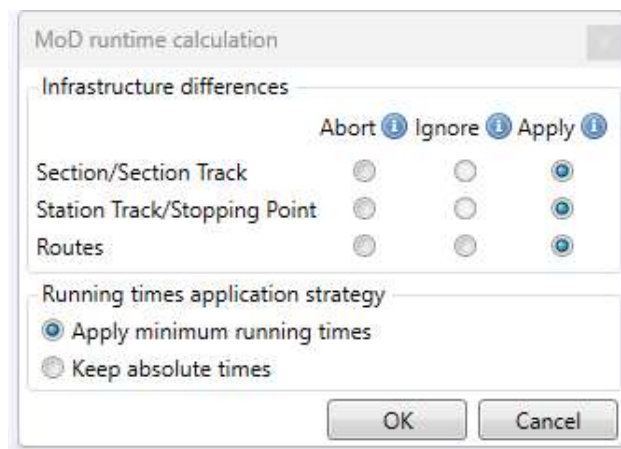 MoD runtime calculation
Infrastructure differences
Abort Ignore Apply
Section/Section Track
Station Track/Stopping Point
Routes
Running times application strategy
Apply minimum running times
Keep absolute times
OK Cancel